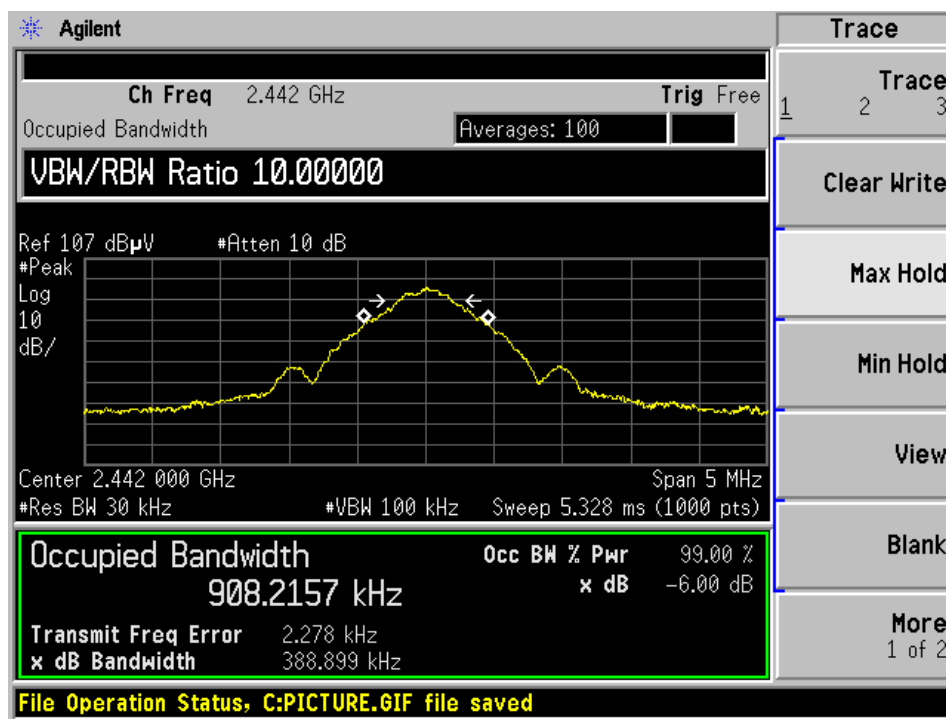 Agilent
Trace
Ch Freq 2.442 GHz Trig Free
Occupied Bandwidth Averages: 100
VBW/RBW Ratio 10.00000
Ref 107 dBµV #Atten 10 dB
#Peak
Log
10
dB/
Center 2.442 000 GHz Span 5 MHz
#Res BW 30 kHz #VBW 100 kHz Sweep 5.328 ms (1000 pts)
Occupied Bandwidth
908.2157 kHz
Occ BW % Pwr 99.00 %
x dB -6.00 dB
Transmit Freq Error 2.278 kHz
x dB Bandwidth 388.899 kHz
File Operation Status, C:PICTURE.GIF file saved
Trace
1 2 3
Clear Write
Max Hold
Min Hold
View
Blank
More
1 of 2